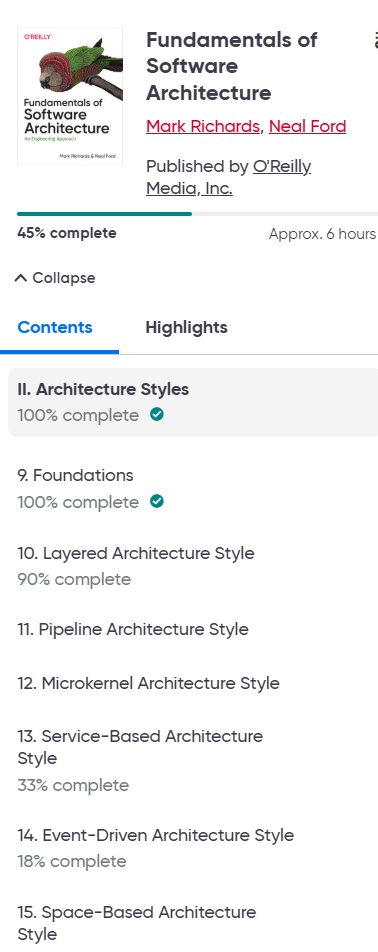 O'REILLY
Fundamentals of
Software
Architecture
An Engineering Approach
Mark Richards & Neal Ford
Fundamentals of
Software
Architecture
Mark Richards, Neal Ford
Published by O'Reilly
Media, Inc.
45% complete
Approx. 6 hours
Collapse
Contents
Highlights
II. Architecture Styles
100% complete
9. Foundations
100% complete
10. Layered Architecture Style
90% complete
11. Pipeline Architecture Style
12. Microkernel Architecture Style
13. Service-Based Architecture
Style
33% complete
14. Event-Driven Architecture Style
18% complete
15. Space-Based Architecture
Style